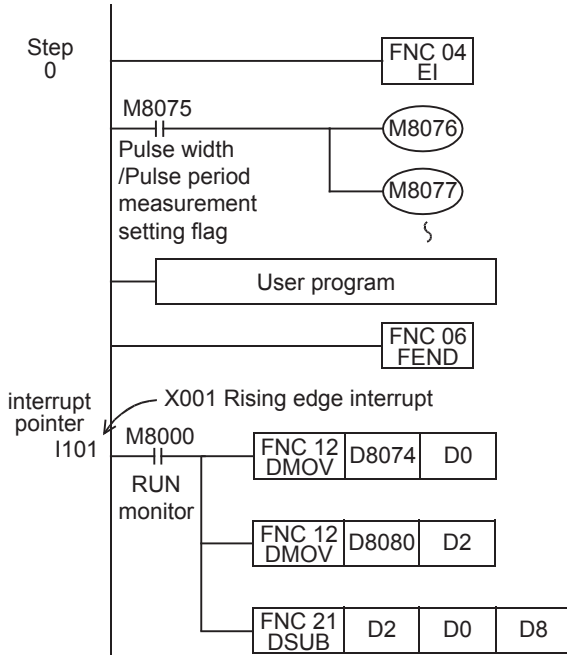 Step
0
FNC 04
EI
M8075
M8076
Pulse width
/Pulse period
measurement
setting flag
M8077
User program
FNC 06
FEND
interrupt
pointer
I101
X001 Rising edge interrupt
M8000
RUN
monitor
FNC 12
DMOV
D8074
D0
FNC 12
DMOV
D8080
D2
FNC 21
DSUB
D2
D0
D8